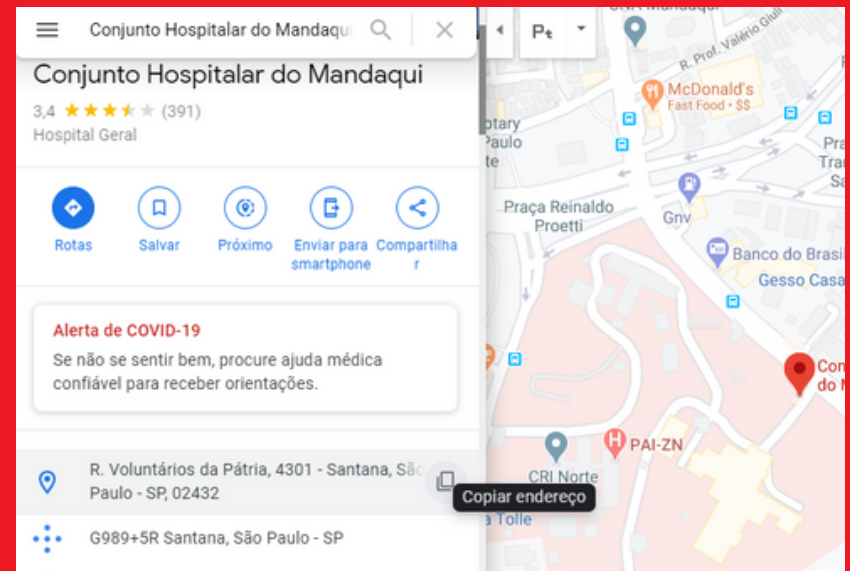 Conjunto Hospitalar do Mandaqui
Conjunto Hospitalar do Mandaqui
3,4 (391)
Hospital Geral
Rotas
Salvar
Próximo
Enviar para smartphone
Compartilha
r
Alerta de COVID-19
Se não se sentir bem, procure ajuda médica
confiável para receber orientações.
R. Voluntários da Pátria, 4301 - Santana, São
Paulo - SP, 02432
Copiar endereço
G989+5R Santana, São Paulo - SP
R. Prof. Valério Giuli
McDonald's
Fast Food • $$
Paulo
Praça Reinaldo
Proetti
Gnv
Banco do Brasil
Gesso Casa
PAI-ZN
CRI Norte
a Tolle